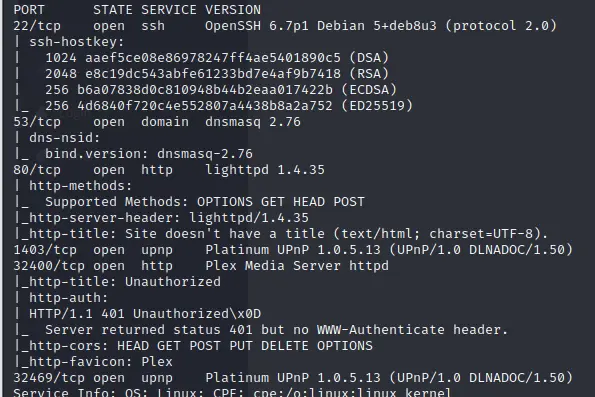 PORT      STATE SERVICE VERSION
22/tcp    open  ssh     OpenSSH 6.7p1 Debian 5+deb8u3 (protocol 2.0)
| ssh-hostkey:
|   1024 aaef5ce08e86978247ff4ae5401890c5 (DSA)
|   2048 e8c19dc543abfe61233bd7e4af9b7418 (RSA)
|   256 b6a07838d0c810948b44b2eaa017422b (ECDSA)
|_  256 4d6840f720c4e552807a4438b8a2a752 (ED25519)
53/tcp    open  domain  dnsmasq 2.76
| dns-nsid:
|_  bind.version: dnsmasq-2.76
80/tcp    open  http    lighttpd 1.4.35
| http-methods:
|_  Supported Methods: OPTIONS GET HEAD POST
|_http-server-header: lighttpd/1.4.35
|_http-title: Site doesn't have a title (text/html; charset=UTF-8).
1403/tcp  open  upnp    Platinum UPnP 1.0.5.13 (UPnP/1.0 DLNADOC/1.50)
32400/tcp open  http    Plex Media Server httpd
|_http-title: Unauthorized
| http-auth:
| HTTP/1.1 401 Unauthorized\x0D
|_  Server returned status 401 but no WWW-Authenticate header.
|_http-cors: HEAD GET POST PUT DELETE OPTIONS
|_http-favicon: Plex
32469/tcp open  upnp    Platinum UPnP 1.0.5.13 (UPnP/1.0 DLNADOC/1.50)
Service Info: OS: Linux; CPE: cpe:/o:linux:linux_kernel